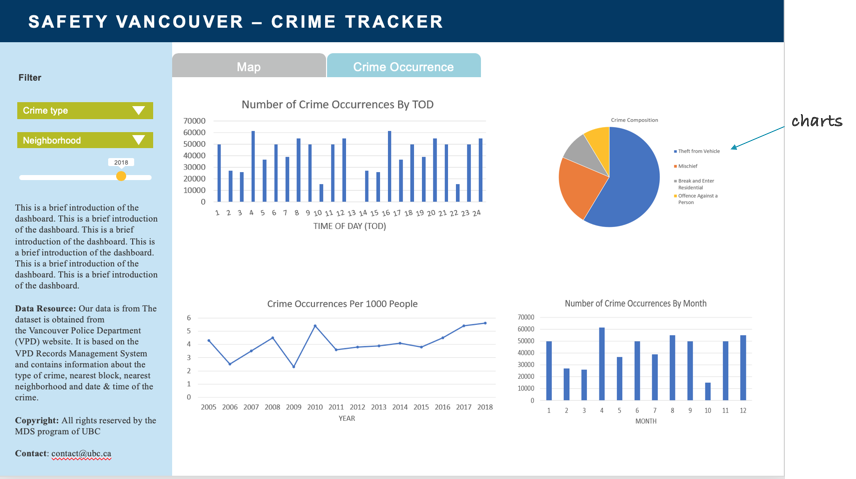 SAFETY VANCOUVER – CRIME TRACKER
Map
Crime Occurrence
Filter
Crime type
Neighborhood
2018
This is a brief introduction of the
dashboard. This is a brief introduction
of the dashboard. This is a brief
introduction of the dashboard. This is
a brief introduction of the dashboard.
This is a brief introduction of the
dashboard. This is a brief introduction
of the dashboard.
Data Resource: Our data is from The
dataset is obtained from
the Vancouver Police Department
(VPD) website. It is based on the
VPD Records Management System
and contains information about the
type of crime, nearest block, nearest
neighborhood and date & time of the
crime.
Copyright: All rights reserved by the
MDS program of UBC
Contact: contact@ubc.ca
Number of Crime Occurrences By TOD
70000
60000
50000
40000
30000
20000
10000
0
1 2 3 4 5 6 7 8 9 10 11 12 13 14 15 16 17 18 19 20 21 22 23 24
TIME OF DAY (TOD)
Crime Composition
Theft from Vehicle
Mischief
Break and Enter
Residential
Offence Against a
Person
charts
Crime Occurrences Per 1000 People
6
5
4
3
2
1
0
2005 2006 2007 2008 2009 2010 2011 2012 2013 2014 2015 2016 2017 2018
YEAR
Number of Crime Occurrences By Month
70000
60000
50000
40000
30000
20000
10000
0
1 2 3 4 5 6 7 8 9 10 11 12
MONTH